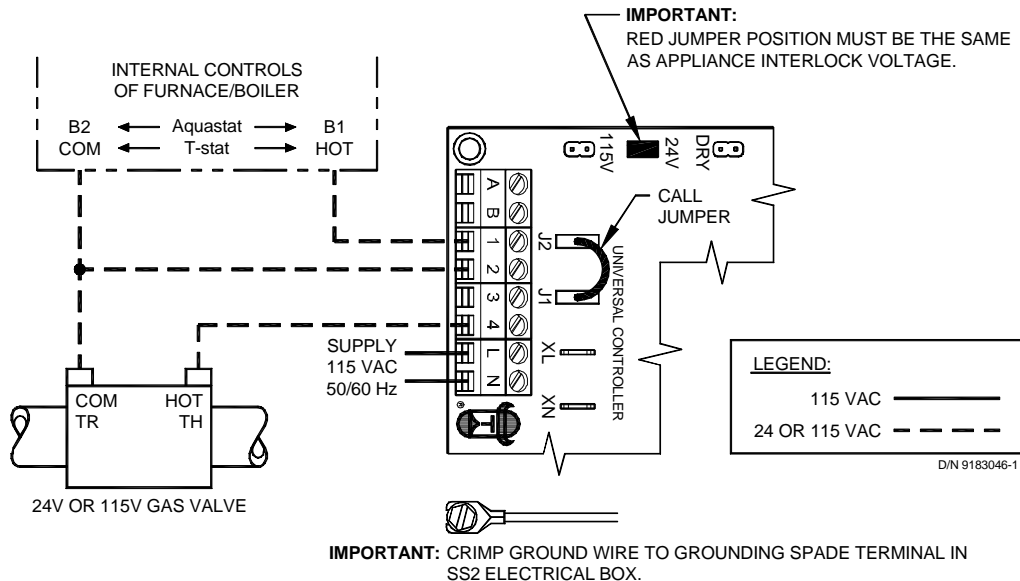 IMPORTANT:
RED JUMPER POSITION MUST BE THE SAME
AS APPLIANCE INTERLOCK VOLTAGE.
INTERNAL CONTROLS
OF FURNACE/BOILER
B2 Aquastat B1
COM T-stat HOT
115V
24V
DRY
CALL
JUMPER
A
B
1
2
3
4
L
N
J2
J1
UNIVERSAL CONTROLLER
XL
XN
T
SUPPLY
115 VAC
50/60 Hz
COM HOT
TR TH
24V OR 115V GAS VALVE
LEGEND:
115 VAC
24 OR 115 VAC
D/N 9183046-1
IMPORTANT: CRIMP GROUND WIRE TO GROUNDING SPADE TERMINAL IN
SS2 ELECTRICAL BOX.